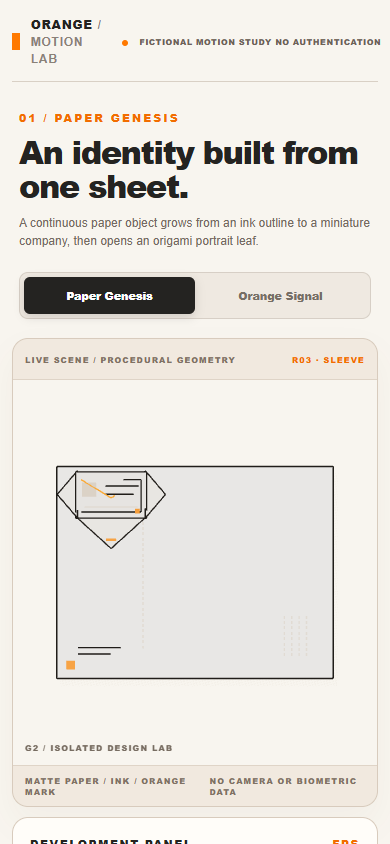 ORANGE /
MOTION
LAB
FICTIONAL MOTION STUDY NO AUTHENTICATION
01 / PAPER GENESIS
An identity built from
one sheet.
A continuous paper object grows from an ink outline to a miniature
company, then opens an origami portrait leaf.
Paper Genesis
Orange Signal
LIVE SCENE / PROCEDURAL GEOMETRY
R03 · SLEEVE
G2 / ISOLATED DESIGN LAB
MATTE PAPER / INK / ORANGE
MARK
NO CAMERA OR BIOMETRIC
DATA
DEVELOPMENT PANEL
FPS